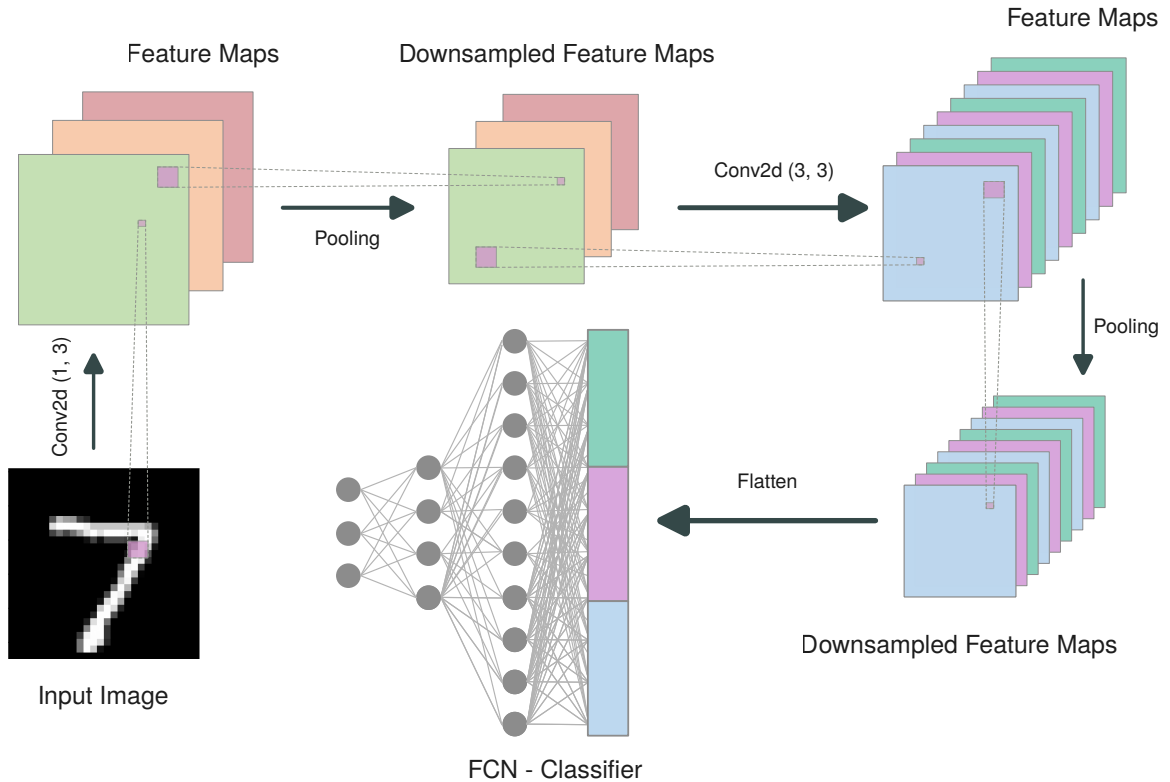 Feature Maps
Feature Maps
Downsampled Feature Maps
Conv2d (3, 3)
Pooling
Pooling
Conv2d (1, 3)
Flatten
Downsampled Feature Maps
Input Image
FCN - Classifier